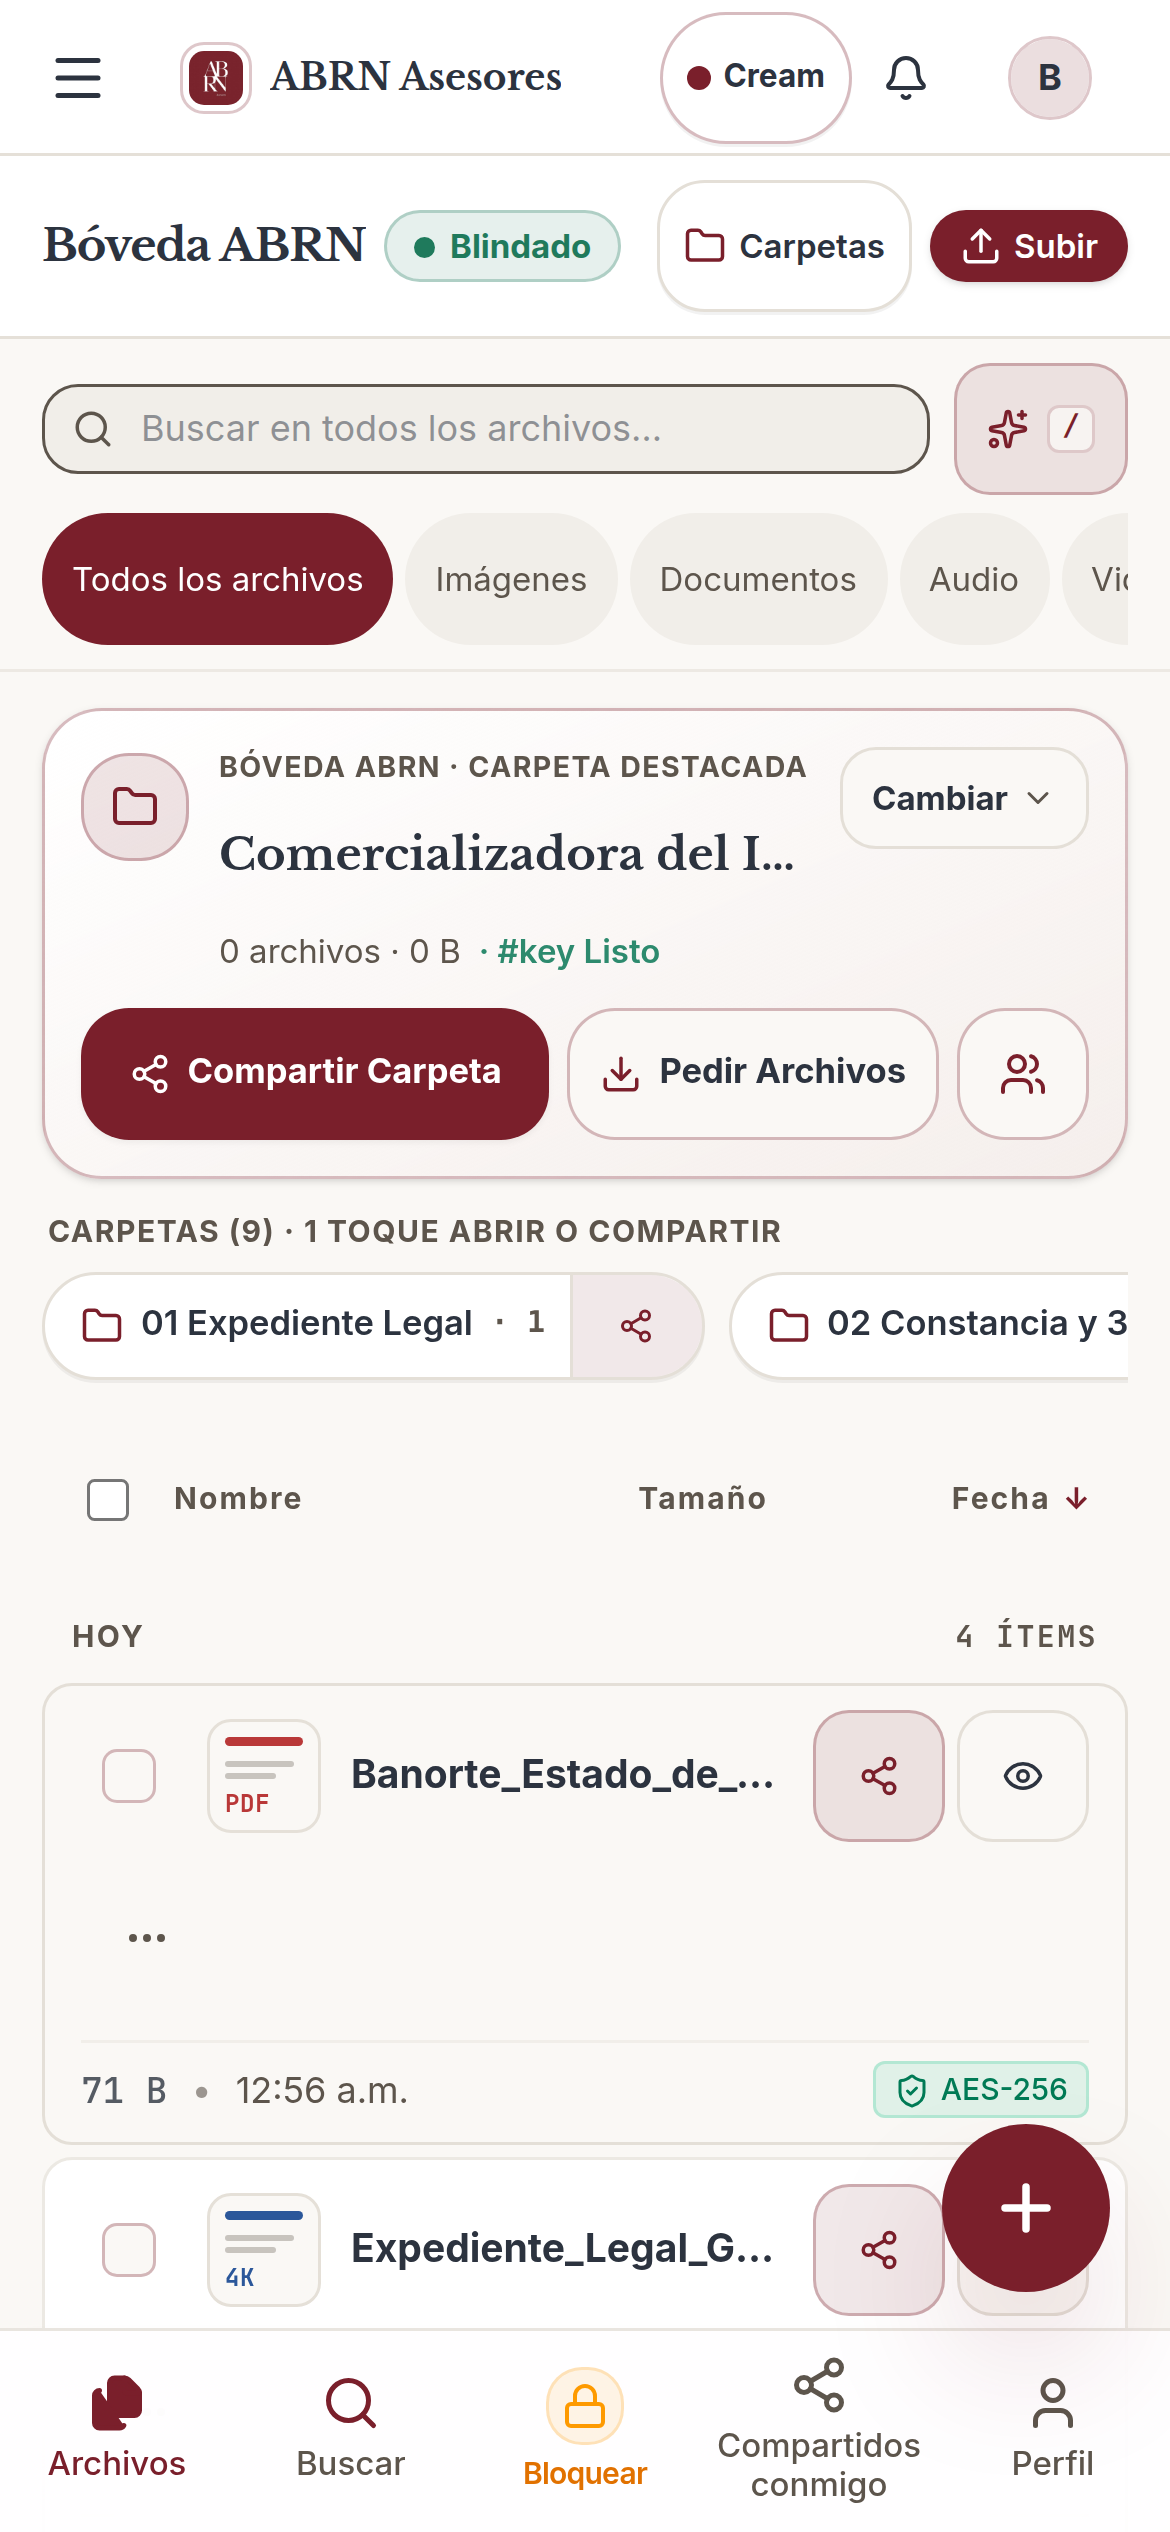 AB
RN
ABRN Asesores
Cream
B
Bóveda ABRN
Blindado
Carpetas
Subir
Buscar en todos los archivos...
/
Todos los archivos
Imágenes
Documentos
Audio
BÓVEDA ABRN · CARPETA DESTACADA
Cambiar
Comercializadora del I...
0 archivos · 0 B · #key Listo
Compartir Carpeta
Pedir Archivos
CARPETAS (9) · 1 TOQUE ABRIR O COMPARTIR
01 Expediente Legal · 1
02 Constancia y 3
Nombre
Tamaño
Fecha ↓
HOY
4 ÍTEMS
PDF
Banorte_Estado_de_...
71 B • 12:56 a.m.
AES-256
4K
Expediente_Legal_G...
Archivos
Buscar
Bloquear
Compartidos
conmigo
Perfil